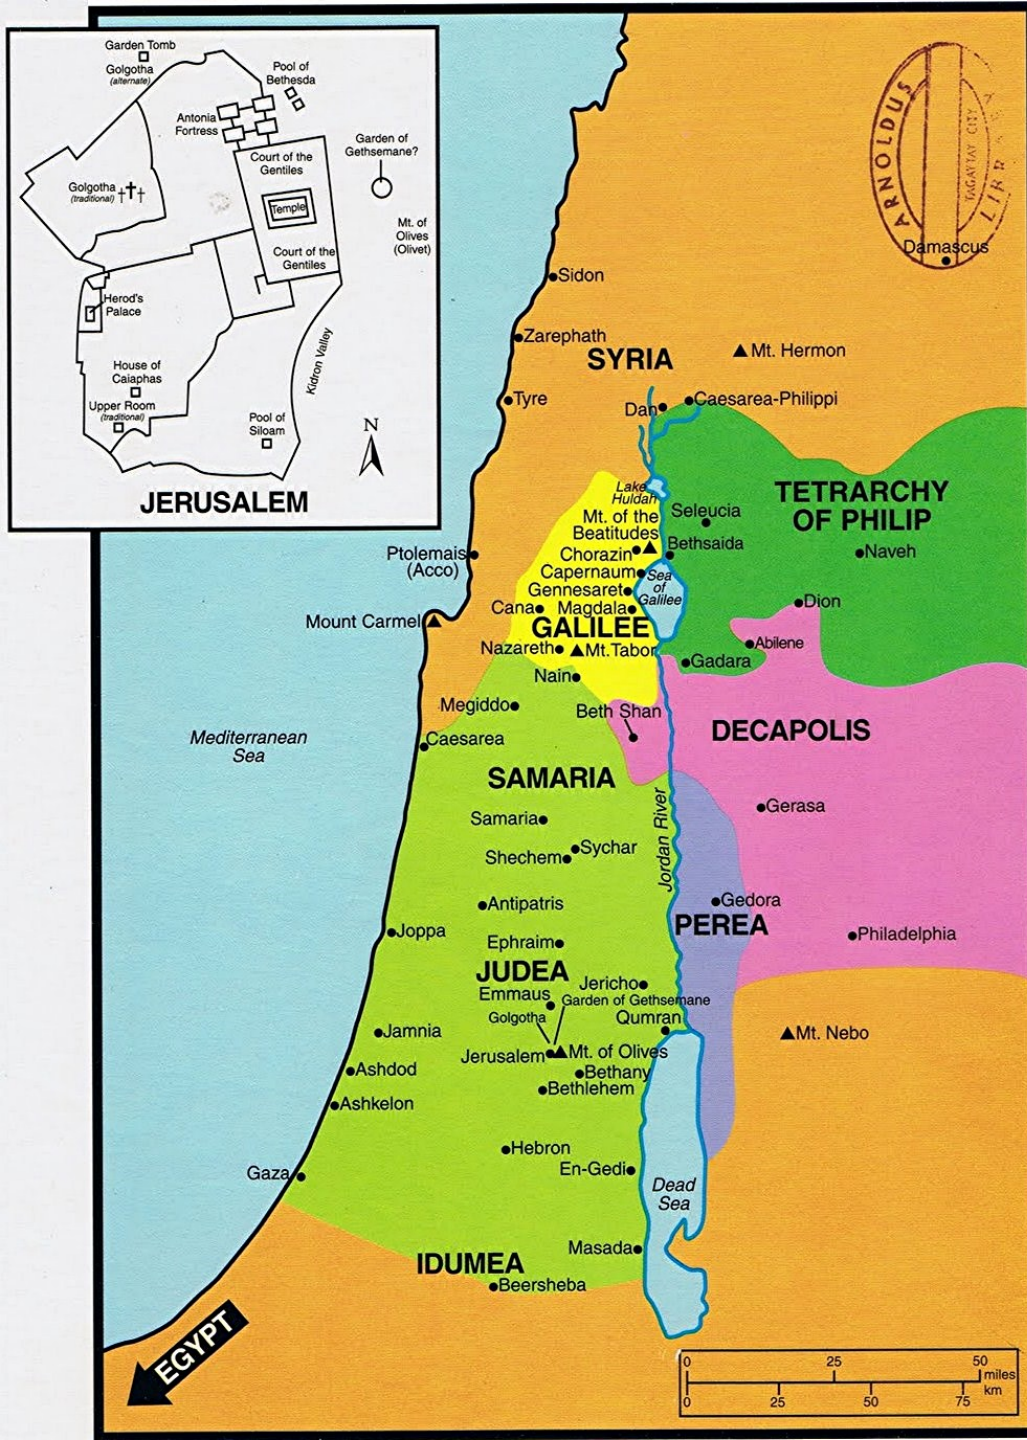 Garden Tomb
Golgotha
(alternate)
Pool of
Bethesda
Antonia
Fortress
Court of the
Gentiles
Garden of
Gethsemane?
Golgotha
(traditional)
Temple
Mt. of
Olives
(Olivet)
Court of the
Gentiles
Herod's
Palace
House of
Caiaphas
Upper Room
(traditional)
Kidron Valley
Pool of
Siloam
N
JERUSALEM
ARNOLDUS
TAGAYTAY CITY
Damascus
Sidon
Zarephath
SYRIA
Mt. Hermon
Tyre
Dan
Caesarea-Philippi
Lake
Huldah
TETRARCHY
OF PHILIP
Seleucia
Mt. of the
Beatitudes
Bethsaida
Naveh
Ptolemais
(Acco)
Chorazin
Capernaum
Sea
of
Galilee
Gennesaret
Cana
Magdala
Dion
Mount Carmel
GALILEE
Abilene
Nazareth
Mt.Tabor
Gadara
Nain
Megiddo
Beth Shan
DECAPOLIS
Mediterranean
Sea
Caesarea
SAMARIA
Jordan River
Gerasa
Samaria
Sychar
Shechem
Antipatris
Gedora
PEREA
Joppa
Philadelphia
Ephraim
JUDEA
Jericho
Emmaus
Garden of Gethsemane
Golgotha
Qumran
Jamnia
Mt. Nebo
Jerusalem
Mt. of Olives
Ashdod
Bethany
Bethlehem
Ashkelon
Hebron
Gaza
En-Gedi
Dead
Sea
Masada
IDUMEA
Beersheba
EGYPT
0 25 50
miles
km
0 25 50 75